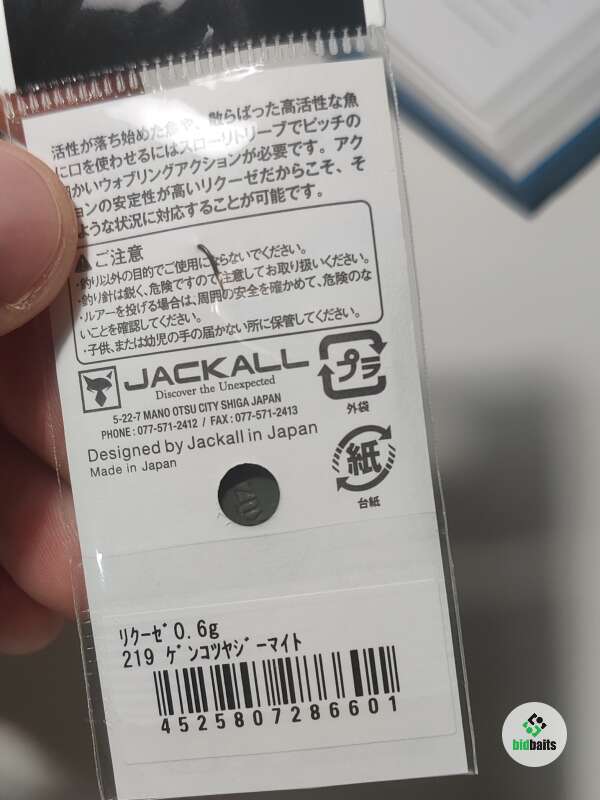 活性が落ち始めた魚や、散らばった高活性な魚
に口を使わせるにはスローリトリーブでピッチの
細かいウォブリングアクションが必要です。アク
ションの安定性が高いリクーゼだからこそ、そ
ような状況に対応することが可能です。
ご注意
・釣り以外の目的でご使用にならないでください。
・釣り針は鋭く、危険ですので注意してお取り扱いください。
・ルアーを投げる場合は、周囲の安全を確かめて、危険のな
いことを確認してください。
・子供、または幼児の手の届かない所に保管してください。
JACKALL
Discover the Unexpected
5-22-7 MANO OTSU CITY SHIGA JAPAN
PHONE : 077-571-2412 / FAX : 077-571-2413
Designed by Jackall in Japan
Made in Japan
プラ
外袋
紙
台紙
リクーゼ0.6g
219 ゲンコツヤジーマイト
4525807286601
bidbaits